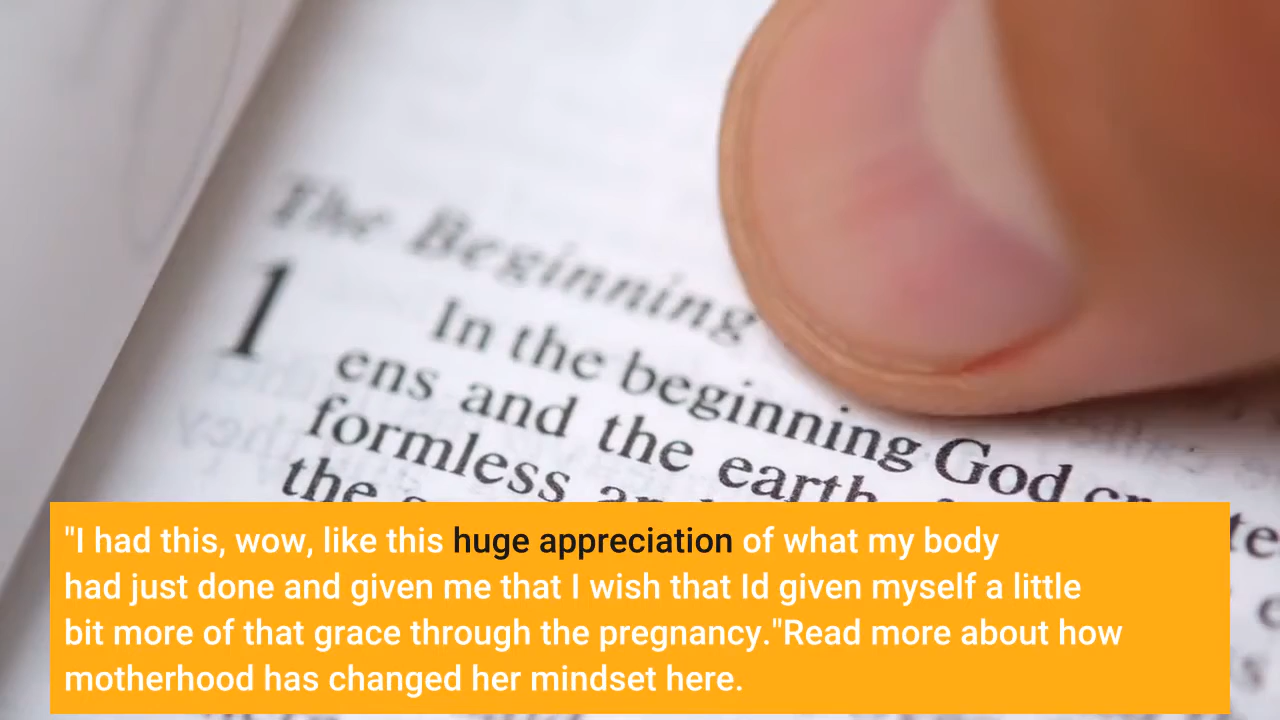 The Beginning
1 In the beginning God
ens and the earth
formless
the
"I had this, wow, like this huge appreciation of what my body
had just done and given me that I wish that Id given myself a little
bit more of that grace through the pregnancy."Read more about how
motherhood has changed her mindset here.